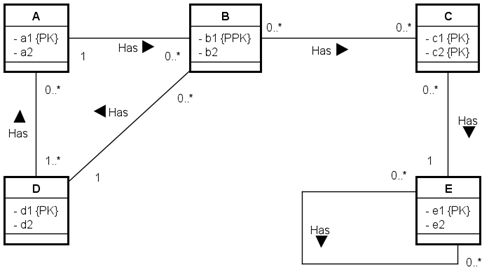 A
- a1 {PK}
- a2
B
- b1 {PPK}
- b2
C
- c1 {PK}
- c2 {PK}
1
Has
0..*
0..*
Has
0..*
0..*
Has
1..*
0..*
Has
1
0..*
Has
1
D
- d1 {PK}
- d2
E
- e1 {PK}
- e2
0..*
Has
0..*